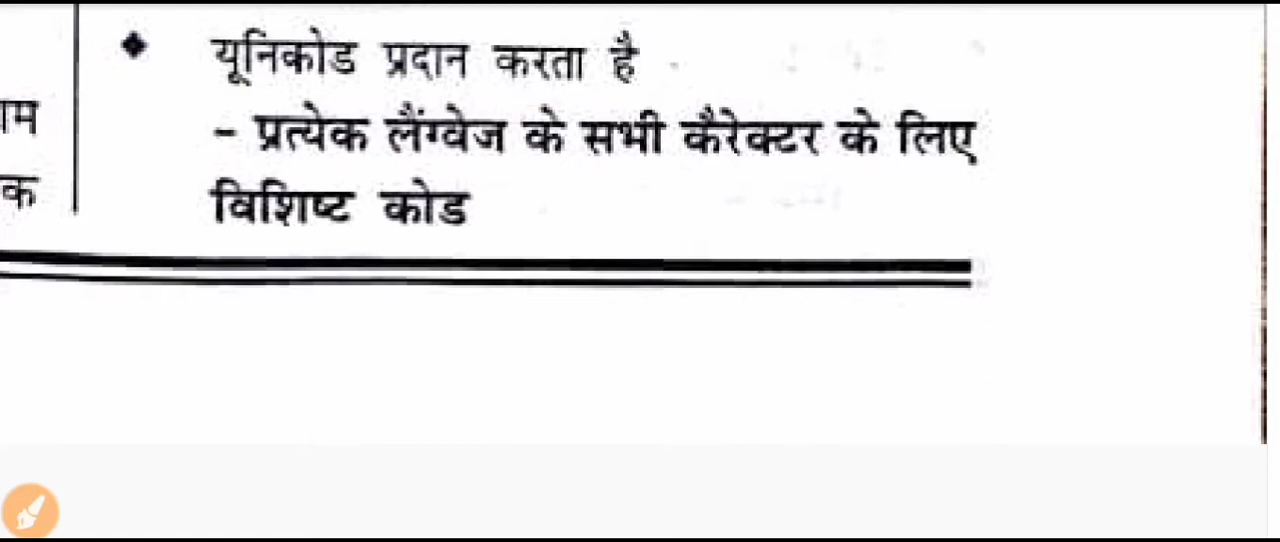 ◆ यूनिकोड प्रदान करता है
- प्रत्येक लैंग्वेज के सभी कैरेक्टर के लिए
विशिष्ट कोड